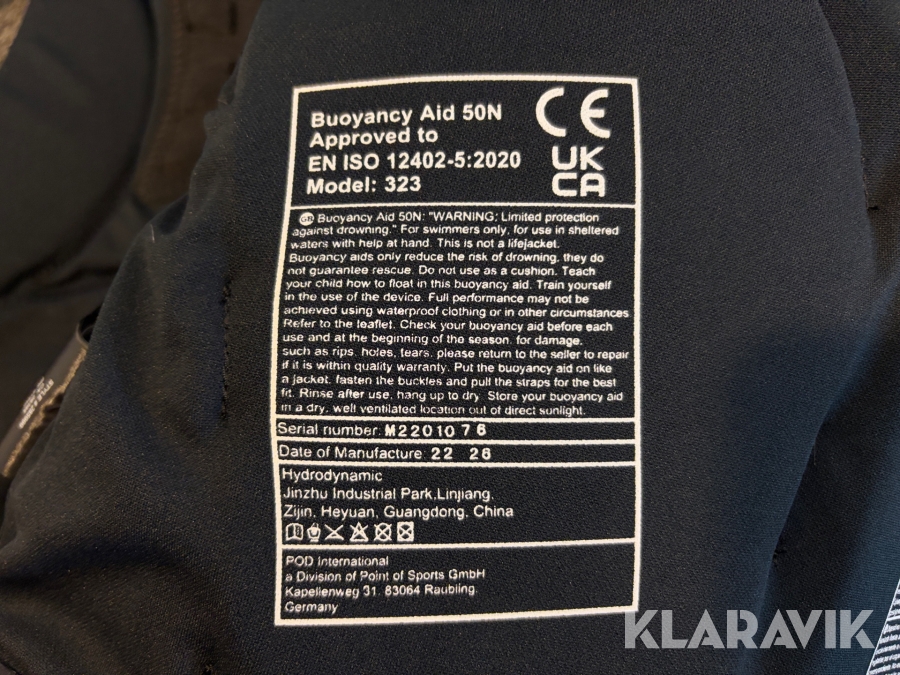 Buoyancy Aid 50N
Approved to
EN ISO 12402-5:2020
Model: 323
CE
UK
CA
GB Buoyancy Aid 50N: "WARNING: Limited protection
against drowning." For swimmers only, for use in sheltered
waters with help at hand. This is not a lifejacket.
Buoyancy aids only reduce the risk of drowning, they do
not guarantee rescue. Do not use as a cushion. Teach
your child how to float in this buoyancy aid. Train yourself
in the use of the device. Full performance may not be
achieved using waterproof clothing or in other circumstances
Refer to the leaflet. Check your buoyancy aid before each
use and at the beginning of the season, for damage,
such as rips, holes, tears, please return to the seller to repair
if it is within quality warranty. Put the buoyancy aid on like
a jacket, fasten the buckles and pull the straps for the best
fit. Rinse after use, hang up to dry. Store your buoyancy aid
in a dry, well ventilated location out of direct sunlight.
Serial number: M22010 76
Date of Manufacture: 22 26
Hydrodynamic
Jinzhu Industrial Park,Linjiang,
Zijin, Heyuan, Guangdong, China
POD International
a Division of Point of Sports GmbH
Kapellenweg 31, 83064 Raubling,
Germany
KLARAVIK